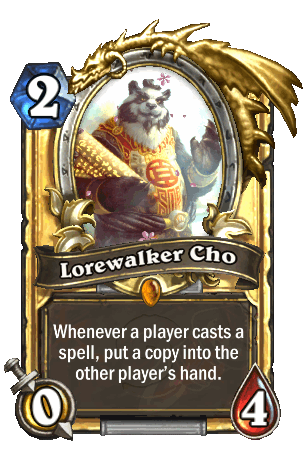 2
Lorewalker Cho
Whenever a player casts a
spell, put a copy into the
other player's hand.
0
4